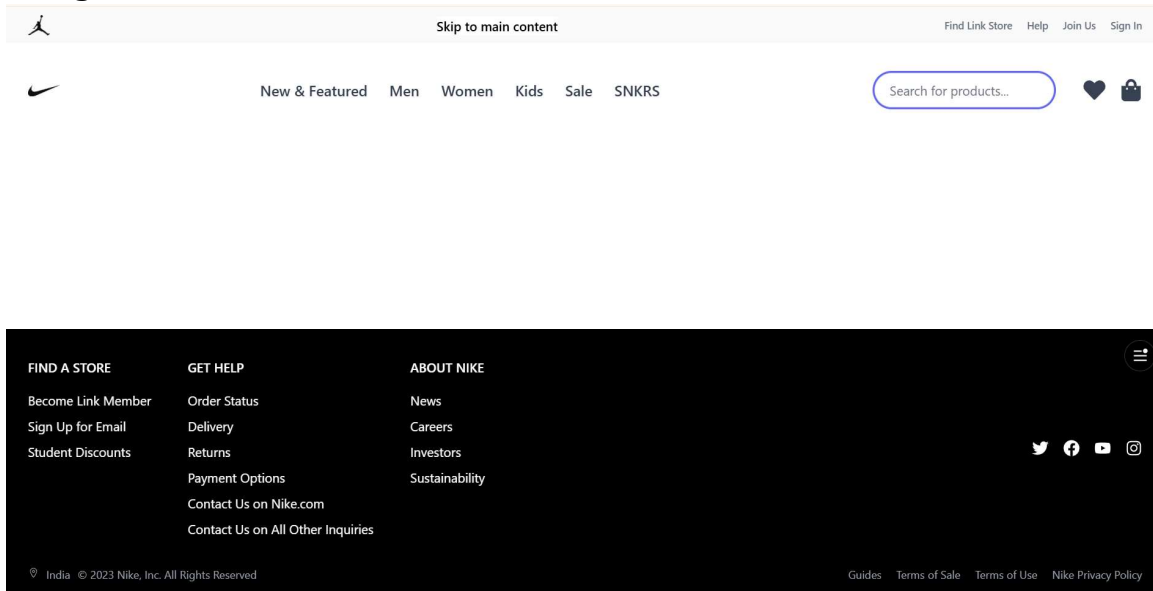 Skip to main content
Find Link Store Help Join Us Sign In
New & Featured Men Women Kids Sale SNKRS
Search for products...
FIND A STORE
Become Link Member
Sign Up for Email
Student Discounts
GET HELP
Order Status
Delivery
Returns
Payment Options
Contact Us on Nike.com
Contact Us on All Other Inquiries
ABOUT NIKE
News
Careers
Investors
Sustainability
India © 2023 Nike, Inc. All Rights Reserved
Guides Terms of Sale Terms of Use Nike Privacy Policy